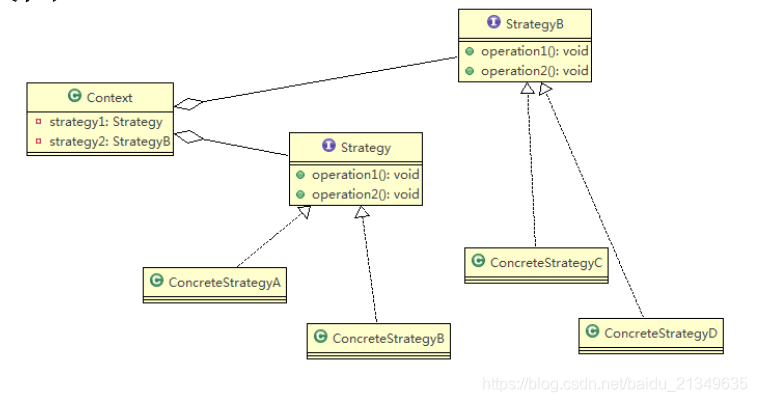 StrategyB
operation1(): void
operation2(): void
Context
strategy1: Strategy
strategy2: StrategyB
Strategy
operation1(): void
operation2(): void
ConcreteStrategyC
ConcreteStrategyA
ConcreteStrategyB
ConcreteStrategyD
https://blog.csdn.net/baidu_21349635